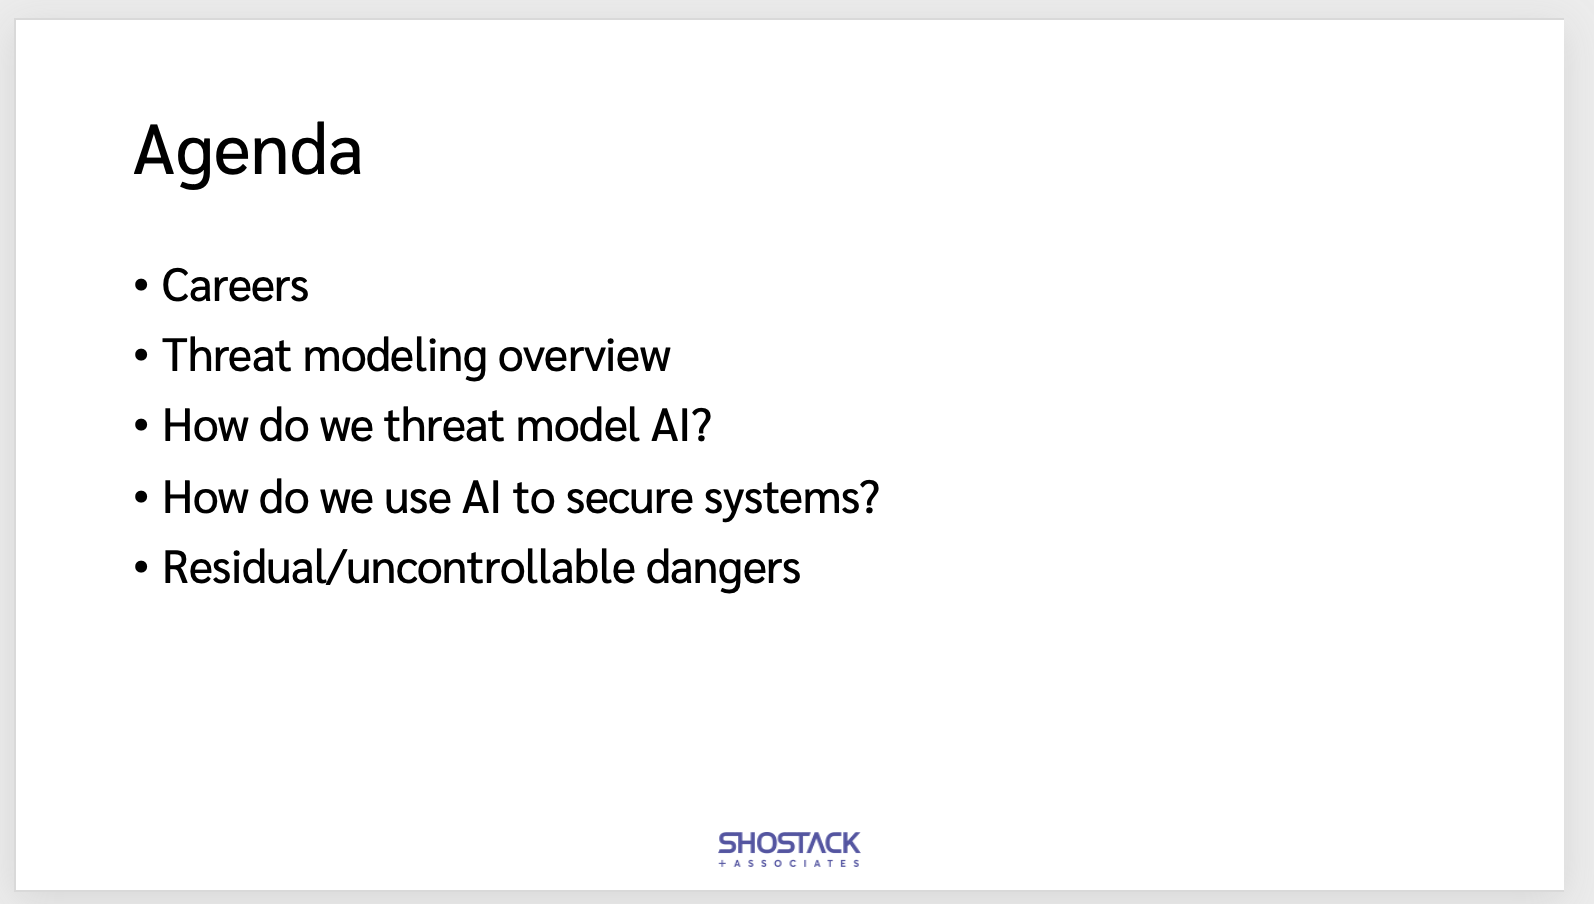 Agenda
• Careers
• Threat modeling overview
• How do we threat model AI?
• How do we use AI to secure systems?
• Residual/uncontrollable dangers
SHOSTACK
+ ASSOCIATES